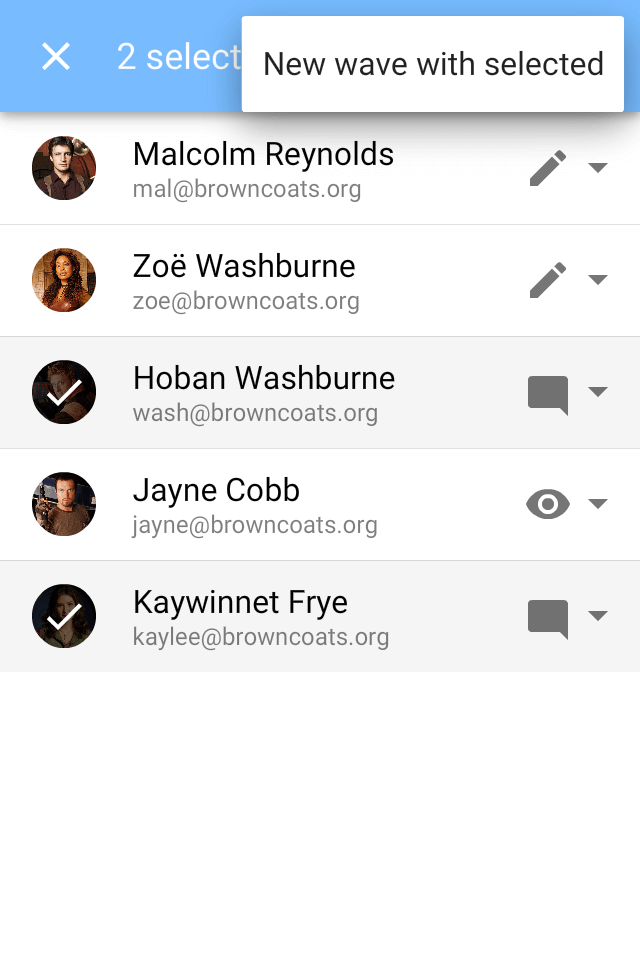 2 select
New wave with selected
Malcolm Reynolds
mal@browncoats.org
Zoë Washburne
zoe@browncoats.org
Hoban Washburne
wash@browncoats.org
Jayne Cobb
jayne@browncoats.org
Kaywinnet Frye
kaylee@browncoats.org